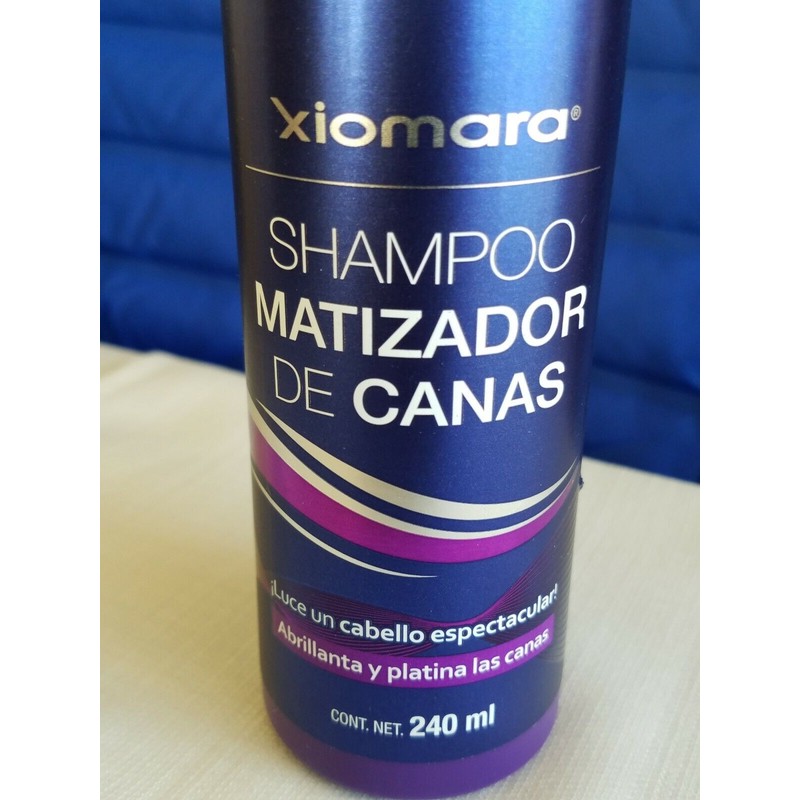 xiomara®
SHAMPOO
MATIZADOR
DE CANAS
¡Luce un cabello espectacular!
Abrillanta y platina las canas
CONT. NET. 240 ml